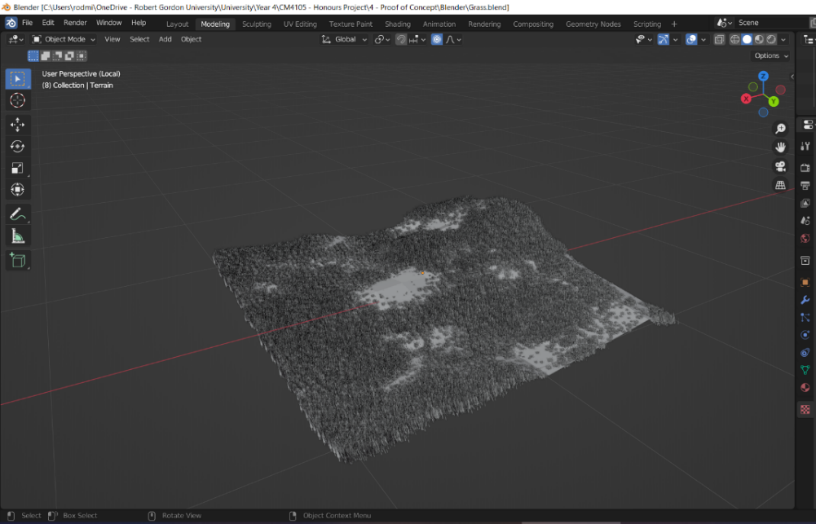 Blender [C:\Users\rodmi\OneDrive - Robert Gordon University\University\Year 4\CM4105 - Honours Project\4 - Proof of Concept\Blender\Grass.blend]
File Edit Render Window Help Layout Modeling Sculpting UV Editing Texture Paint Shading Animation Rendering Compositing Geometry Nodes Scripting + Scene
Object Mode View Select Add Object Global
Options
User Perspective (Local)
(8) Collection | Terrain
Z
X
Y
Select Box Select Rotate View Object Context Menu